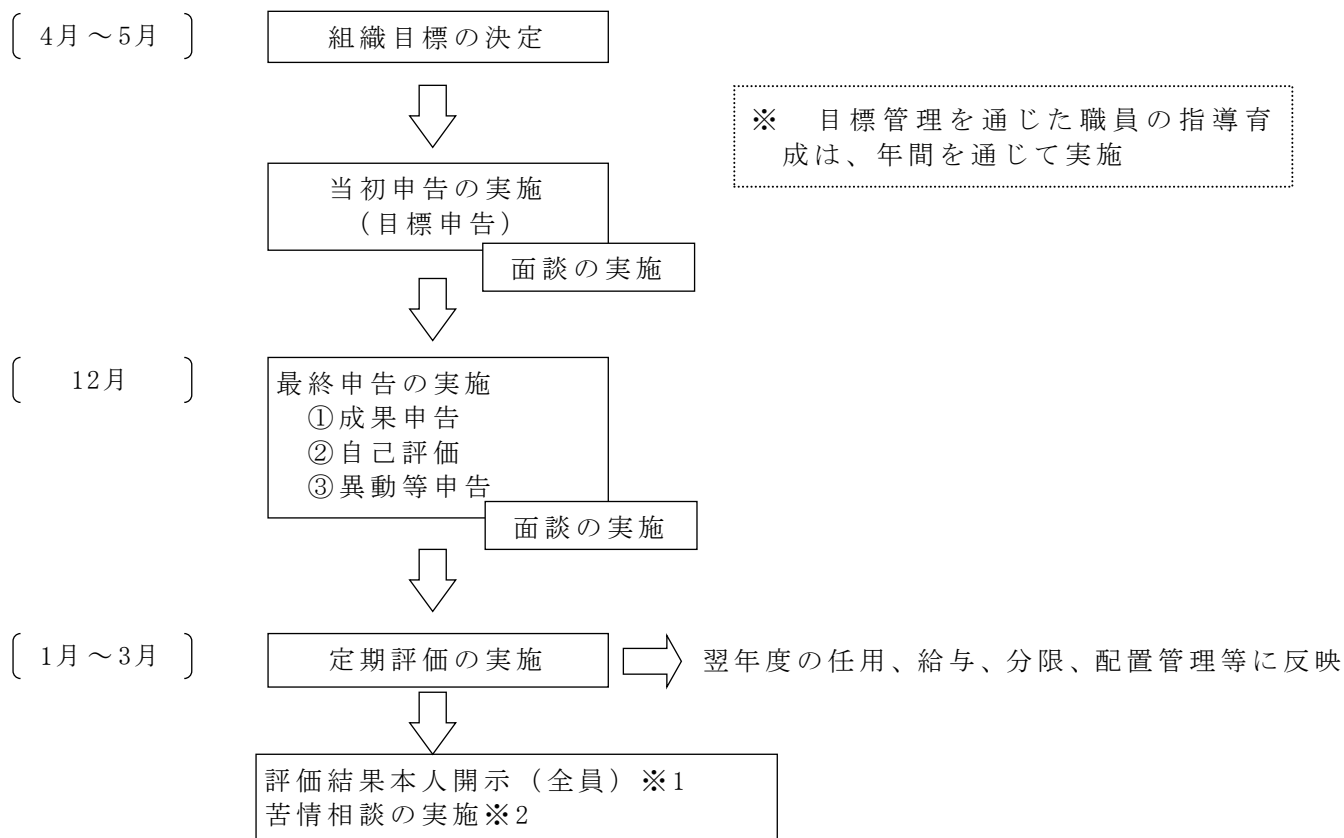 4月～5月
組織目標の決定
※　目標管理を通じた職員の指導育
成は、年間を通じて実施
当初申告の実施
(目標申告)
面談の実施
12月
最終申告の実施
①成果申告
②自己評価
③異動等申告
面談の実施
1月～3月
定期評価の実施
翌年度の任用、給与、分限、配置管理等に反映
評価結果本人開示(全員)※1
苦情相談の実施※2